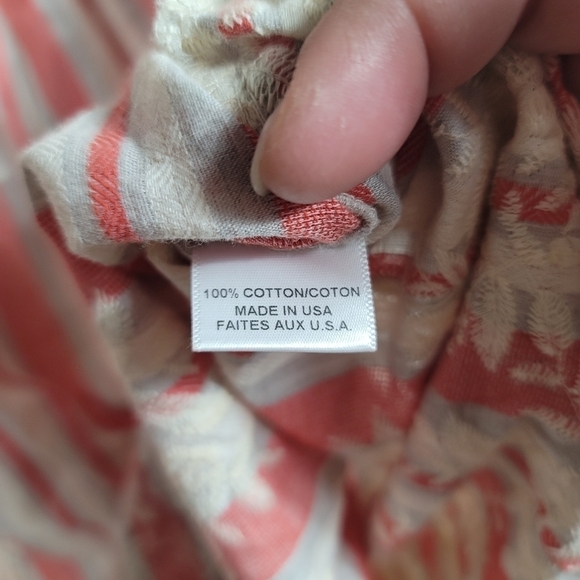 100% COTTON/COTON
MADE IN USA
FAITES AUX U.S.A.